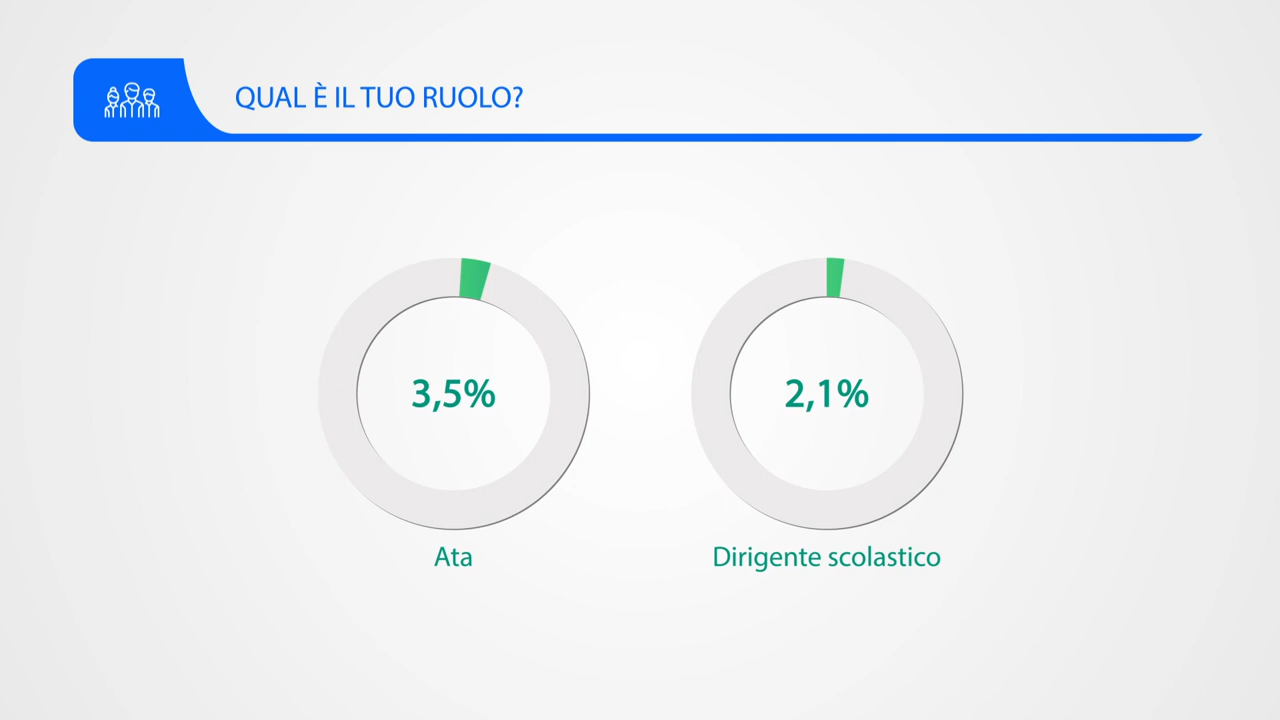 QUAL È IL TUO RUOLO?
3,5%
2,1%
Ata
Dirigente scolastico